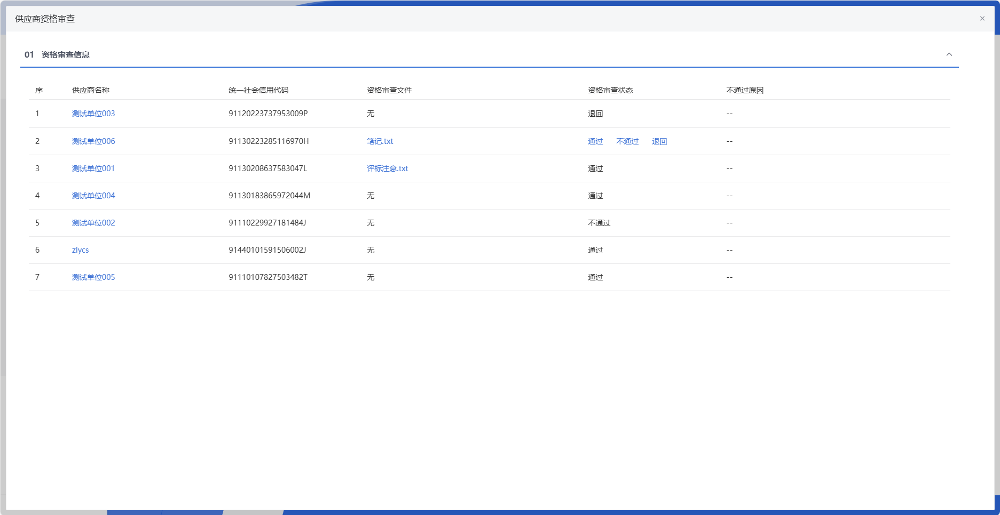 供应商资格审查
01 资格审查信息
序 供应商名称 统一社会信用代码 资格审查文件 资格审查状态 不通过原因
1 测试单位003 91120223737953009P 无 退回 --
2 测试单位006 91130223285116970H 笔记.txt 通过 不通过 退回 --
3 测试单位001 91130208637583047L 评标注意.txt 通过 --
4 测试单位004 91130183865972044M 无 通过 --
5 测试单位002 91110229927181484J 无 不通过 --
6 zlycs 91440101591506002J 无 通过 --
7 测试单位005 91110107827503482T 无 通过 --